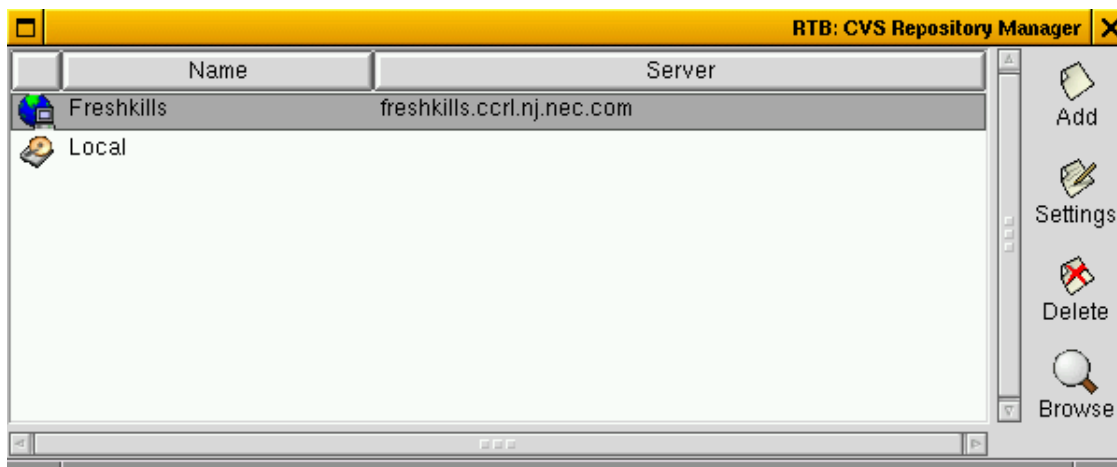 RTB: CVS Repository Manager
Name Server
Freshkills freshkills.ccrl.nj.nec.com
Local
Add
Settings
Delete
Browse